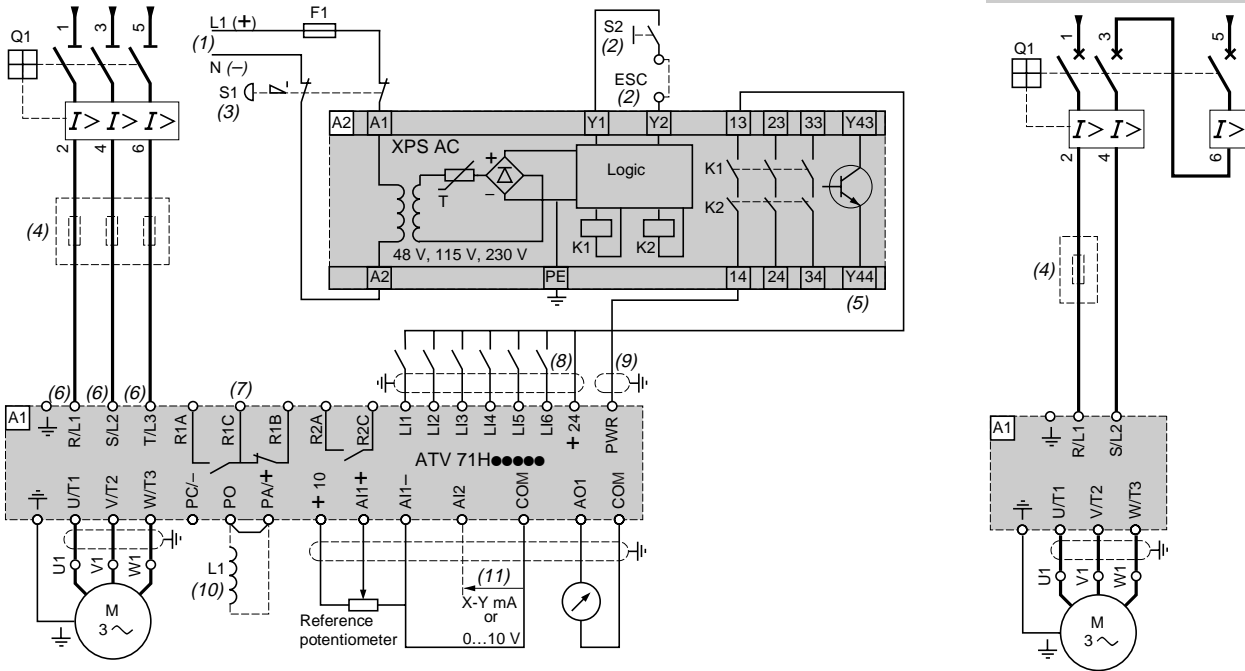 L1 (+)
F1
(1)
N (–)
S1
(3)
S2
(2)
ESC
(2)
Q1
1
3
5
I> I> I>
2
4
6
(4)
A2 A1 Y1 Y2 13 23 33 Y43
XPS AC
+
–
T
Logic
K1
K2
K1
K2
48 V, 115 V, 230 V
A2 PE 14 24 34 Y44
(5)
(6) (6) (6) (7) (8) (9)
A1
R/L1
S/L2
T/L3
R1A
R1C
R1B
R2A
R2C
LI1
LI2
LI3
LI4
LI5
LI6
+ 24
PWR
ATV 71H●●●●●
U/T1
V/T2
W/T3
PC/–
PO
PA/+
+ 10
AI1+
AI1–
AI2
COM
AO1
COM
U1
V1
W1
M
3 ~
L1
(10)
Reference
potentiometer
(11)
X-Y mA
or
0…10 V
Q1
1
3
5
I> I> I>
2
4
6
(4)
A1
R/L1
S/L2
U/T1
V/T2
W/T3
U1
V1
W1
M
3 ~